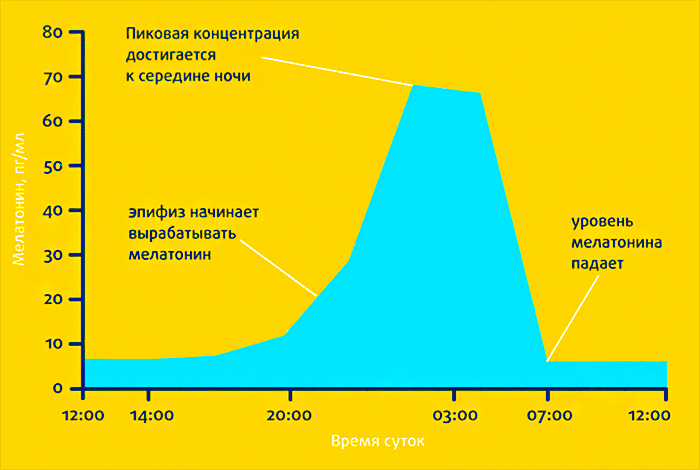 Пиковая концентрация
достигается
к середине ночи
эпифиз начинает
вырабатывать
мелатонин
уровень
мелатонина
падает
Мелатонин, пг/мл
80
70
60
50
40
30
20
10
0
12:00 14:00 20:00 03:00 07:00 12:00
Время суток